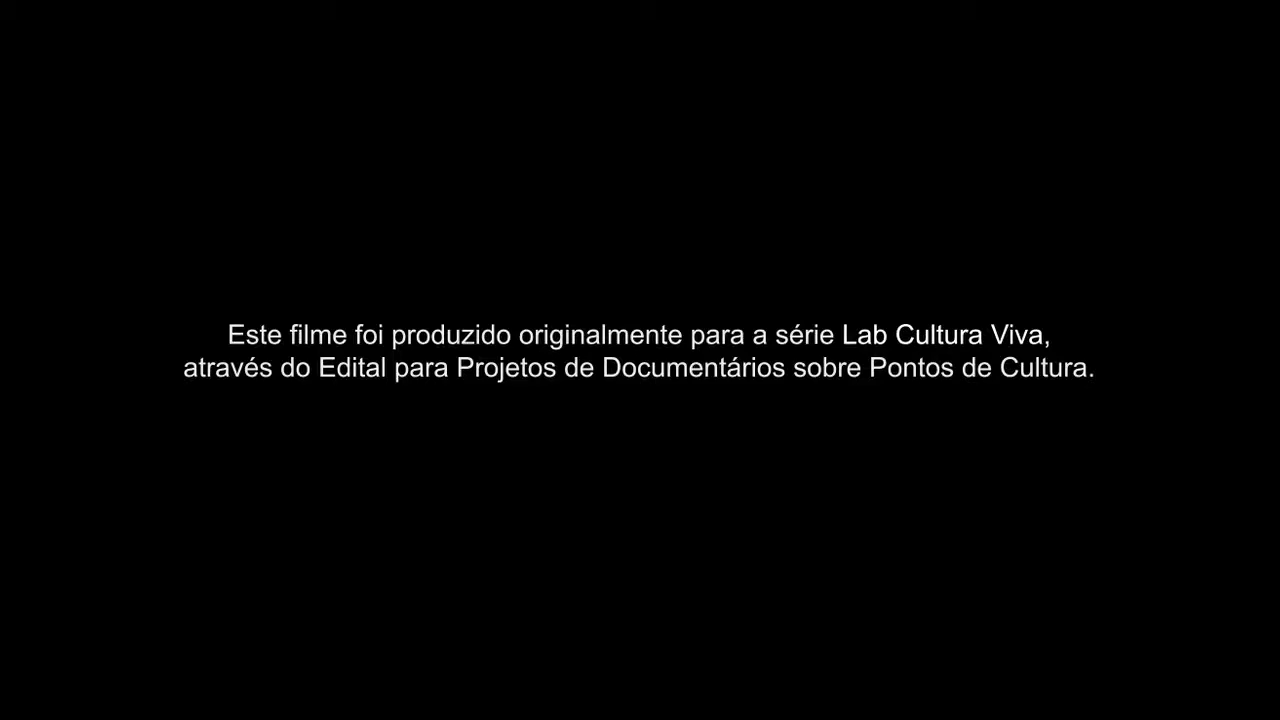 Este filme foi produzido originalmente para a série Lab Cultura Viva,
através do Edital para Projetos de Documentários sobre Pontos de Cultura.